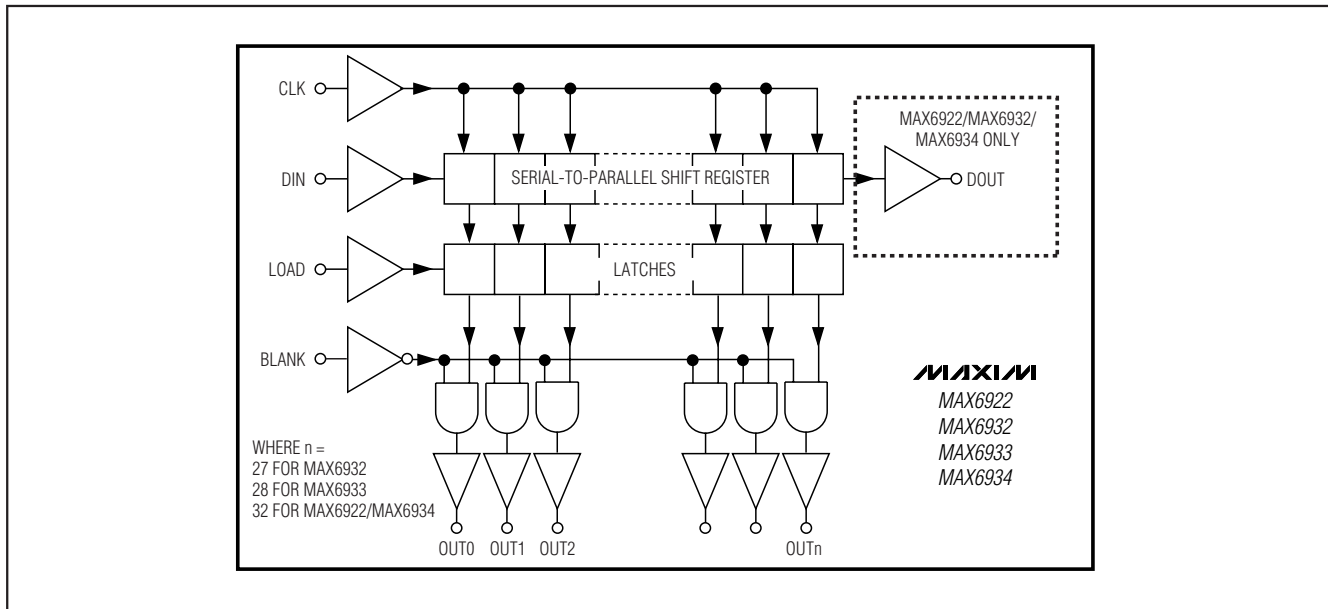 CLK
MAX6922/MAX6932/
MAX6934 ONLY
DIN
SERIAL-TO-PARALLEL SHIFT REGISTER
DOUT
LOAD
LATCHES
BLANK
MAXIM
MAX6922
MAX6932
MAX6933
MAX6934
WHERE n =
27 FOR MAX6932
28 FOR MAX6933
32 FOR MAX6922/MAX6934
OUT0 OUT1 OUT2 OUTn